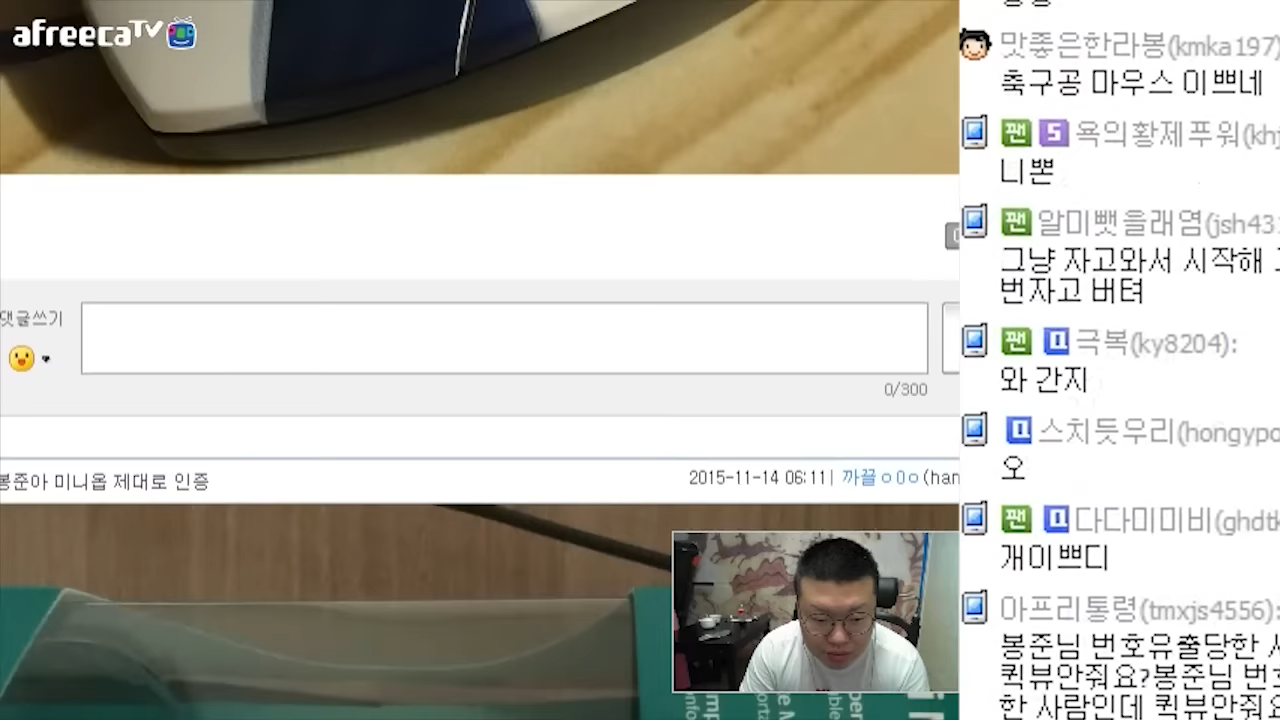 afreecaTV
맛좋은한라봉(kmka197)
축구공 마우스 이쁘네
팬 S 욕의황제푸워(khj
니뽄
팬 알미뺏을래염(jsh43
그냥 자고와서 시작해
번자고 버텨
팬 극복(ky8204):
와 간지
스치듯우리(hongypo
오
팬 다다미미비(ghdth
개이쁘디
아프리통령(tmxjs4556):
봉준님 번호유출당한
퀵뷰안줘요?봉준님 번호
한 사람인데 퀵뷰안줘요
댓글쓰기
0/300
봉준아 미니옵 제대로 인증
2015-11-14 06:11| 까끌ㅇ0ㅇ(han